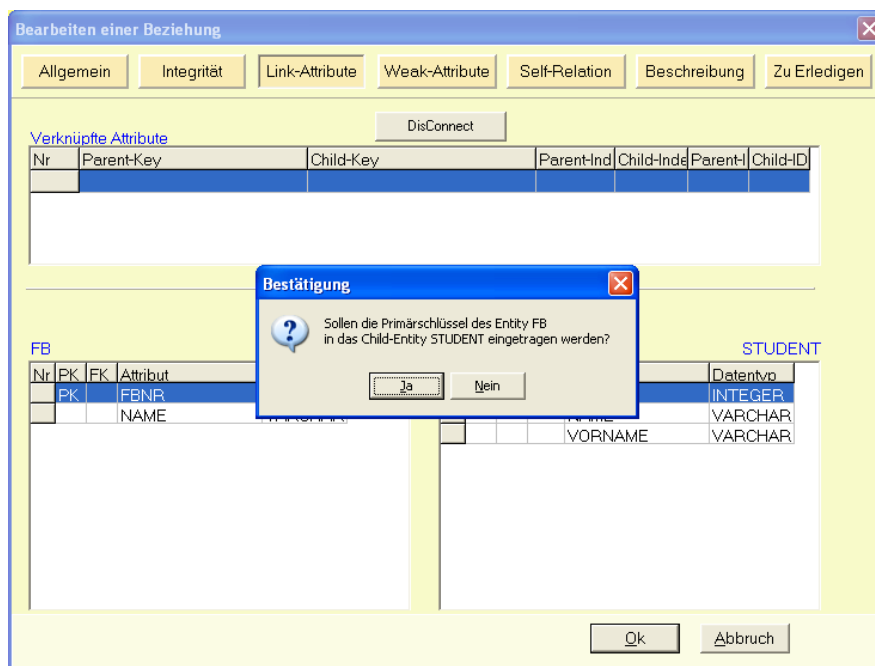 Bearbeiten einer Beziehung
Allgemein Integrität Link-Attribute Weak-Attribute Self-Relation Beschreibung Zu Erledigen
DisConnect
Verknüpfte Attribute
Nr Parent-Key Child-Key Parent-Ind Child-Inde Parent-I Child-ID
Bestätigung
Sollen die Primärschlüssel des Entity FB
in das Child-Entity STUDENT eingetragen werden?
Ja Nein
FB STUDENT
Nr PK FK Attribut Datentyp
PK FBNR INTEGER
NAME VARCHAR NAME VARCHAR
VORNAME VARCHAR
Ok Abbruch